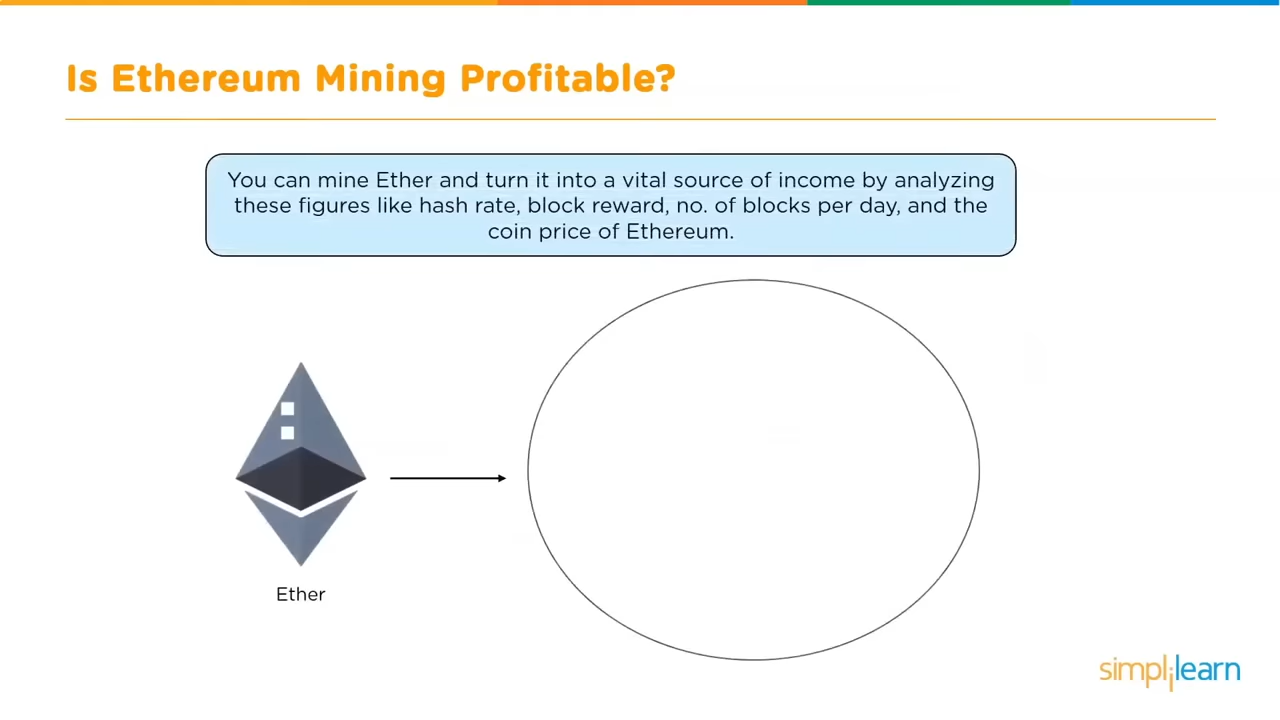 Is Ethereum Mining Profitable?
You can mine Ether and turn it into a vital source of income by analyzing
these figures like hash rate, block reward, no. of blocks per day, and the
coin price of Ethereum.
Ether
simplilearn